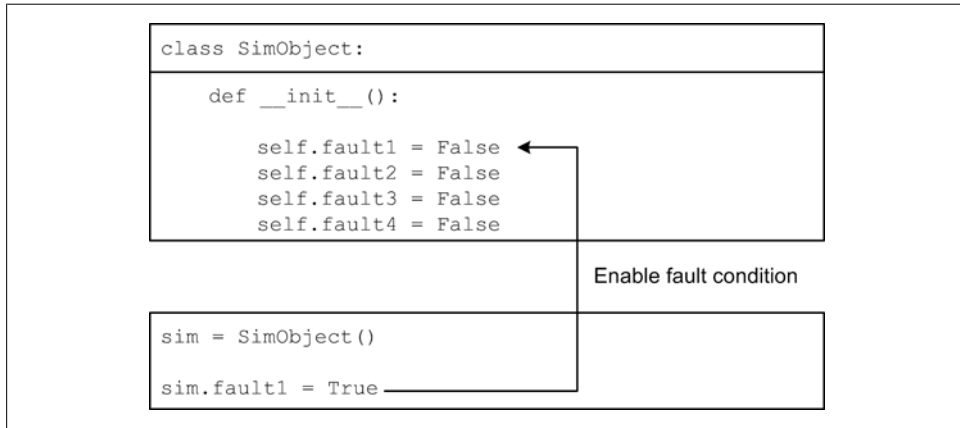 class SimObject:
def __init__():
self.fault1 = False
self.fault2 = False
self.fault3 = False
self.fault4 = False
Enable fault condition
sim = SimObject()
sim.fault1 = True